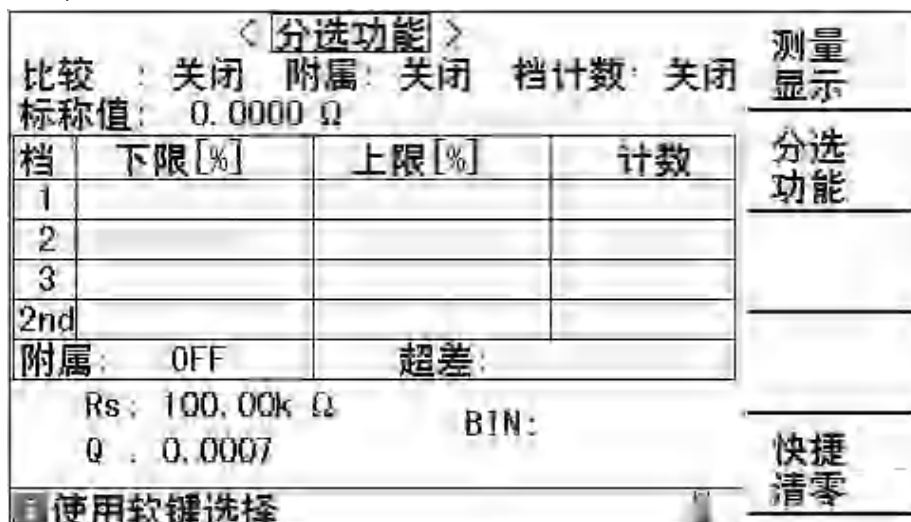 < 分选功能 >
比较 : 关闭 附属: 关闭 档计数: 关闭
标称值: 0.0000 Ω
档 下限[%] 上限[%] 计数
1
2
3
2nd
附属: OFF 超差:
Rs: 100.00k Ω
BIN:
Q : 0.0007
使用软键选择
测量
显示
分选
功能
快捷
清零